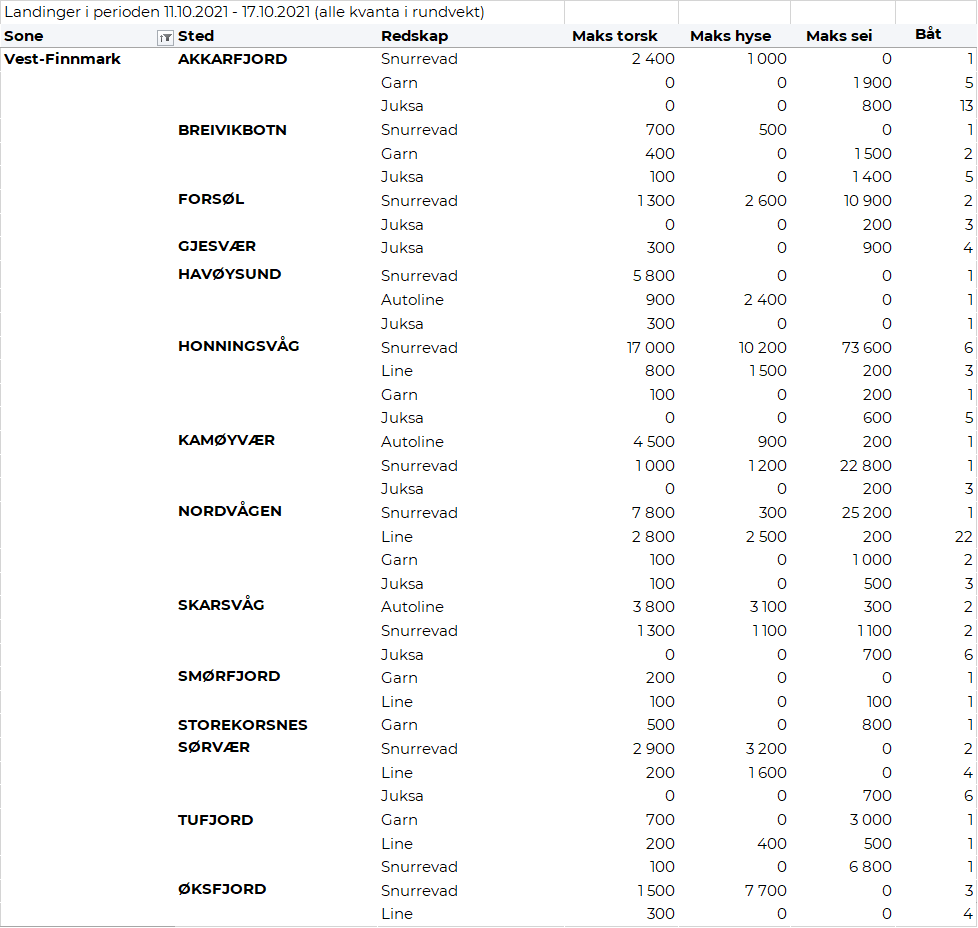 Landinger i perioden 11.10.2021 - 17.10.2021 (alle kvanta i rundvekt)
Sone Sted Redskap Maks torsk Maks hyse Maks sei Båt
Vest-Finnmark AKKARFJORD Snurrevad 2 400 1 000 0 1
Garn 0 0 1 900 5
Juksa 0 0 800 13
BREIVIKBOTN Snurrevad 700 500 0 1
Garn 400 0 1 500 2
Juksa 100 0 1 400 5
FORSØL Snurrevad 1 300 2 600 10 900 2
Juksa 0 0 200 3
GJESVÆR Juksa 300 0 900 4
HAVØYSUND Snurrevad 5 800 0 0 1
Autoline 900 2 400 0 1
Juksa 300 0 0 1
HONNINGSVÅG Snurrevad 17 000 10 200 73 600 6
Line 800 1 500 200 3
Garn 100 0 200 1
Juksa 0 0 600 5
KAMØYVÆR Autoline 4 500 900 200 1
Snurrevad 1 000 1 200 22 800 1
Juksa 0 0 200 3
NORDVÅGEN Snurrevad 7 800 300 25 200 1
Line 2 800 2 500 200 22
Garn 100 0 1 000 2
Juksa 100 0 500 3
SKARSVÅG Autoline 3 800 3 100 300 2
Snurrevad 1 300 1 100 1 100 2
Juksa 0 0 700 6
SMØRFJORD Garn 200 0 0 1
Line 100 0 100 1
STOREKORSNES Garn 500 0 800 1
SØRVÆR Snurrevad 2 900 3 200 0 2
Line 200 1 600 0 4
Juksa 0 0 700 6
TUFJORD Garn 700 0 3 000 1
Line 200 400 500 1
Snurrevad 100 0 6 800 1
ØKSFJORD Snurrevad 1 500 7 700 0 3
Line 300 0 0 4